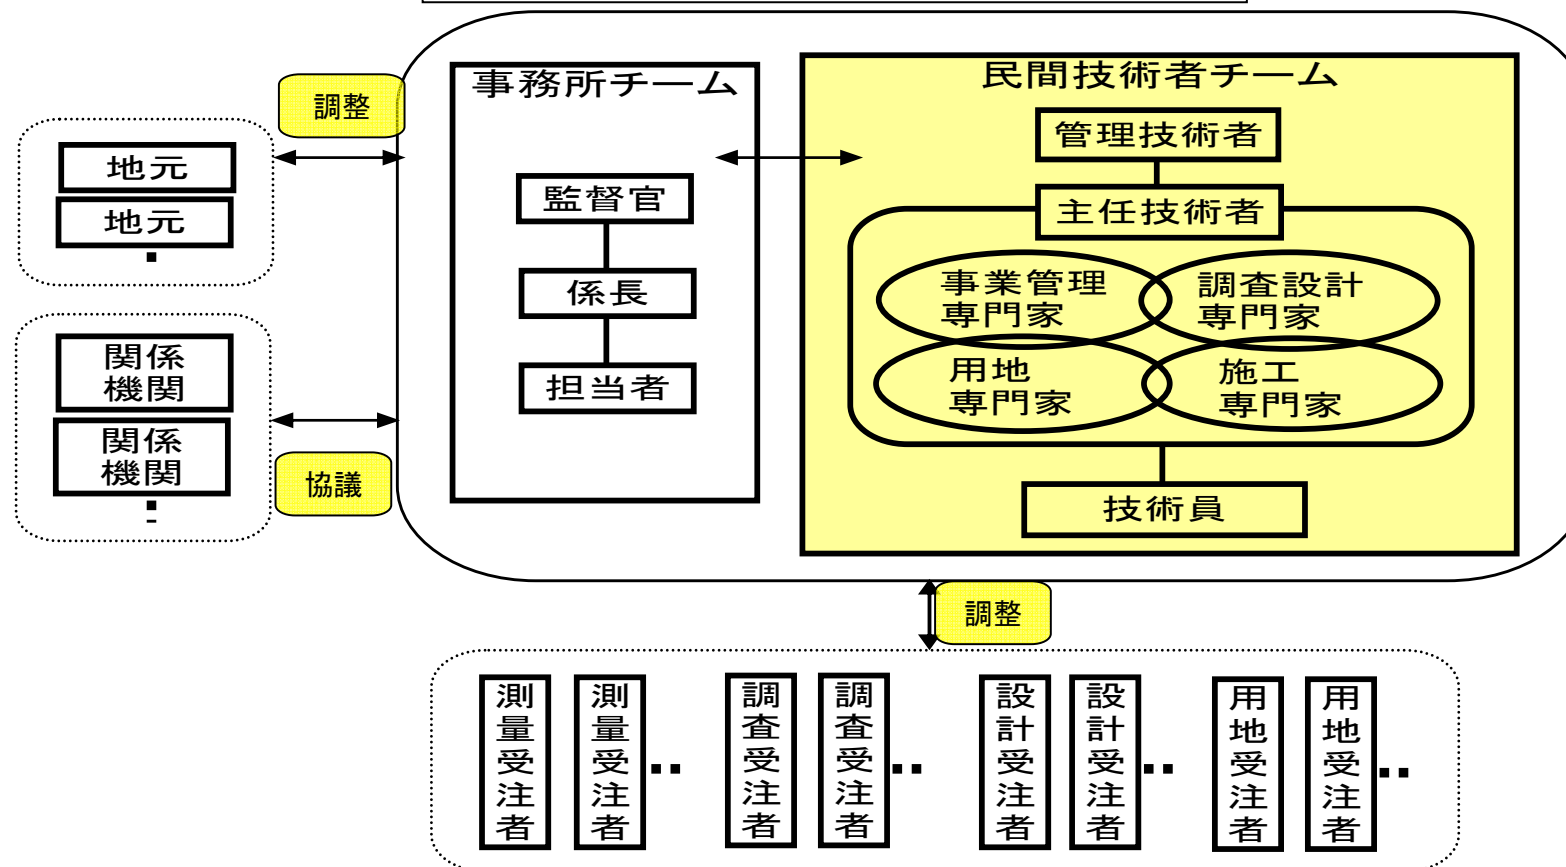 事務所チーム
民間技術者チーム
調整
管理技術者
地元
地元
監督官
主任技術者
係長
事業管理
専門家
調査設計
専門家
担当者
用地
専門家
施工
専門家
関係
機関
関係
機関
協議
技術員
調整
測量受注者
測量受注者
調査受注者
調査受注者
設計受注者
設計受注者
用地受注者
用地受注者